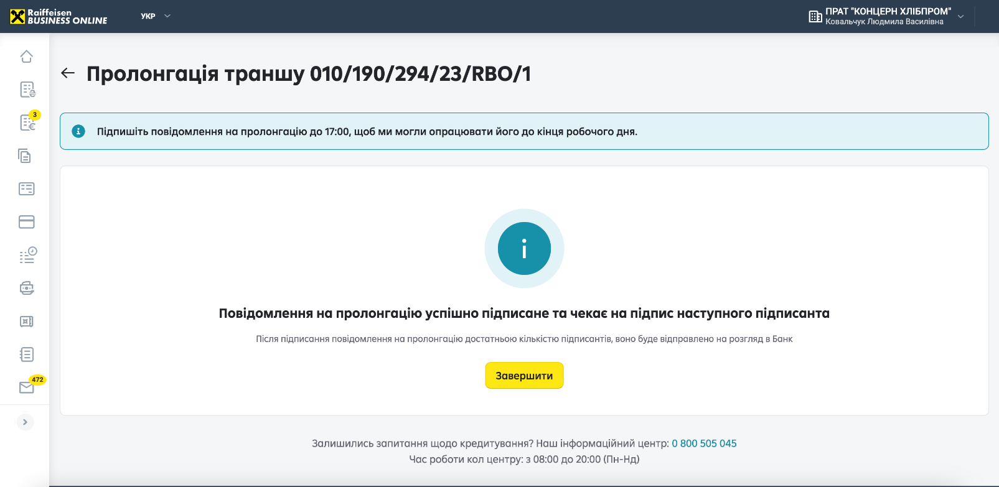 Raiffeisen
BUSINESS ONLINE
УКР
ПРАТ "КОНЦЕРН ХЛІБПРОМ"
Ковальчук Людмила Василівна
Пролонгація траншу 010/190/294/23/RBO/1
3
Підпишіть повідомлення на пролонгацію до 17:00, щоб ми могли опрацювати його до кінця робочого дня.
Повідомлення на пролонгацію успішно підписане та чекає на підпис наступного підписанта
Після підписання повідомлення на пролонгацію достатньою кількістю підписантів, воно буде відправлено на розгляд в Банк
Завершити
472
Залишились запитання щодо кредитування? Наш інформаційний центр: 0 800 505 045
Час роботи кол центру: з 08:00 до 20:00 (Пн-Нд)